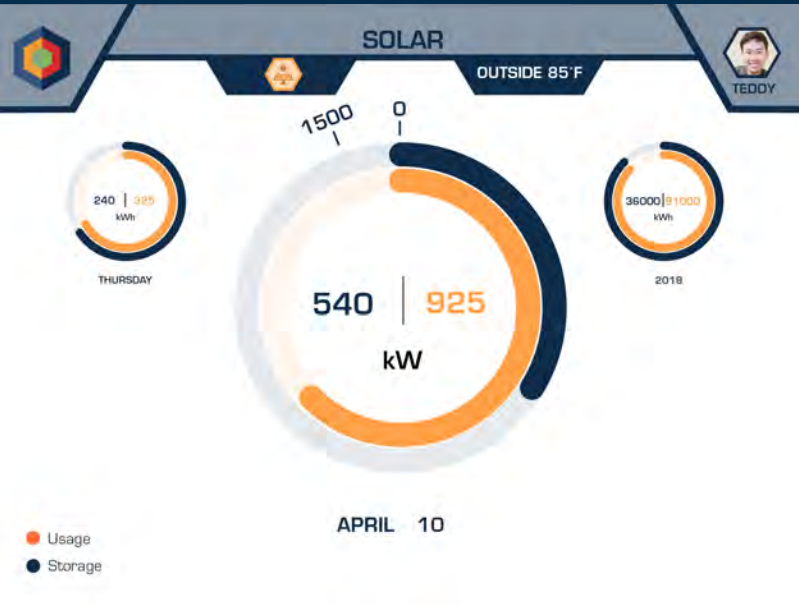 SOLAR
OUTSIDE 85°F
TEDDY
1500
0
240 | 325
kWh
THURSDAY
540 | 925
kW
36000|91000
kWh
2018
APRIL 10
Usage
Storage